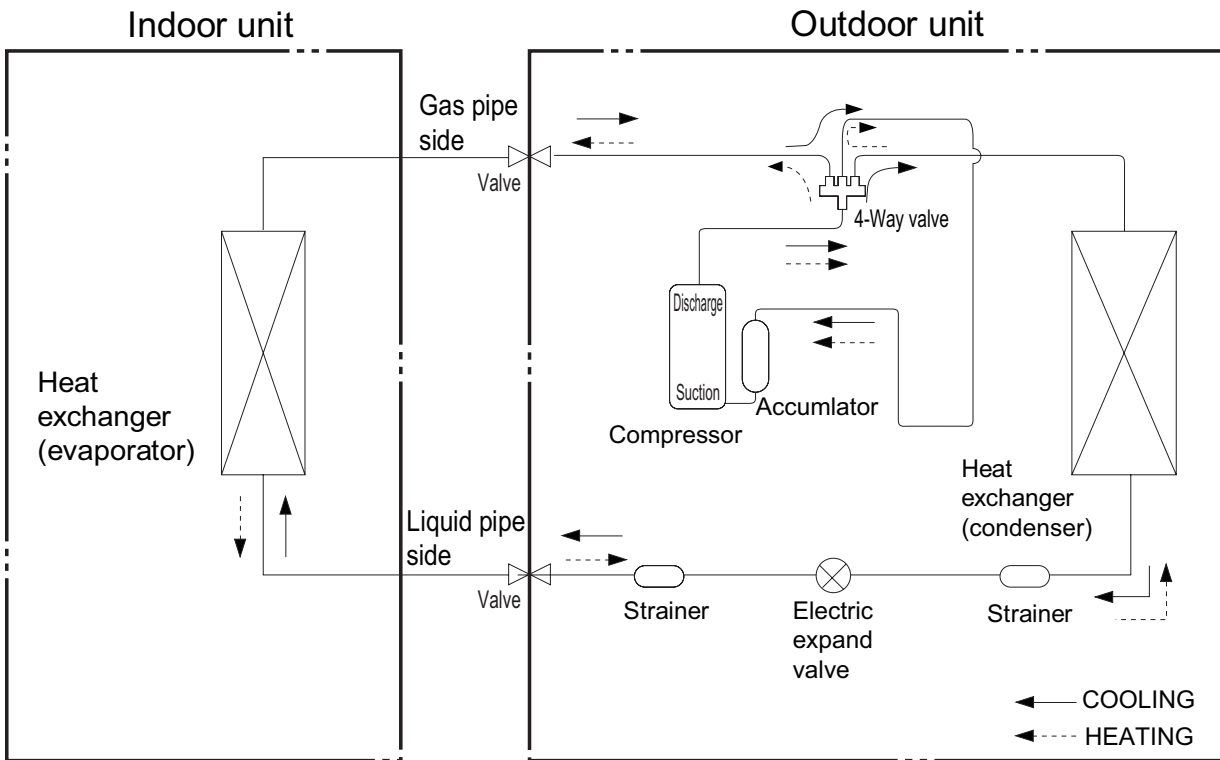 Indoor unit
Outdoor unit
Gas pipe
side
Valve
4-Way valve
Discharge
Suction
Compressor
Accumlator
Heat
exchanger
(evaporator)
Heat
exchanger
(condenser)
Liquid pipe
side
Valve
Strainer
Electric
expand
valve
Strainer
COOLING
HEATING